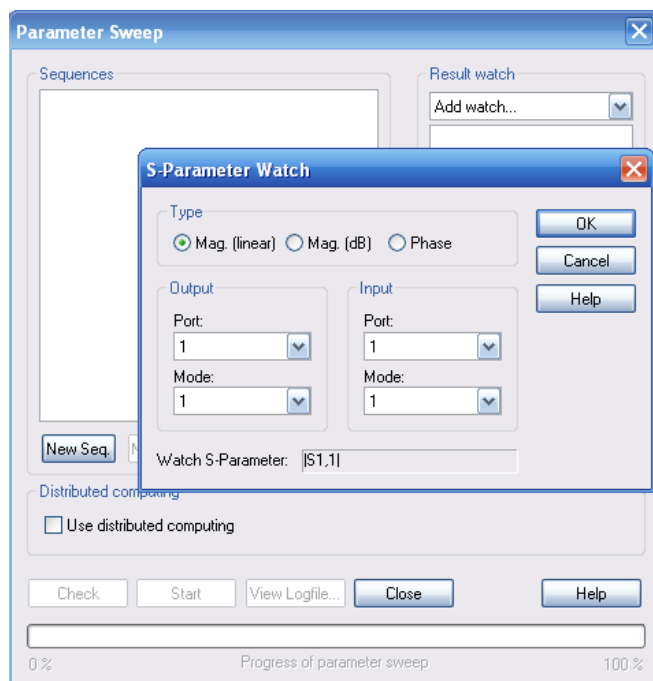 Parameter Sweep
Sequences
Result watch
Add watch...
S-Parameter Watch
Type
Mag. (linear) Mag. (dB) Phase
OK
Cancel
Help
Output
Port:
1
Mode:
1
Input
Port:
1
Mode:
1
Watch S-Parameter: |S1,1|
New Seq.
Use distributed computing
Check Start View Logfile... Close Help
0 % Progress of parameter sweep 100 %